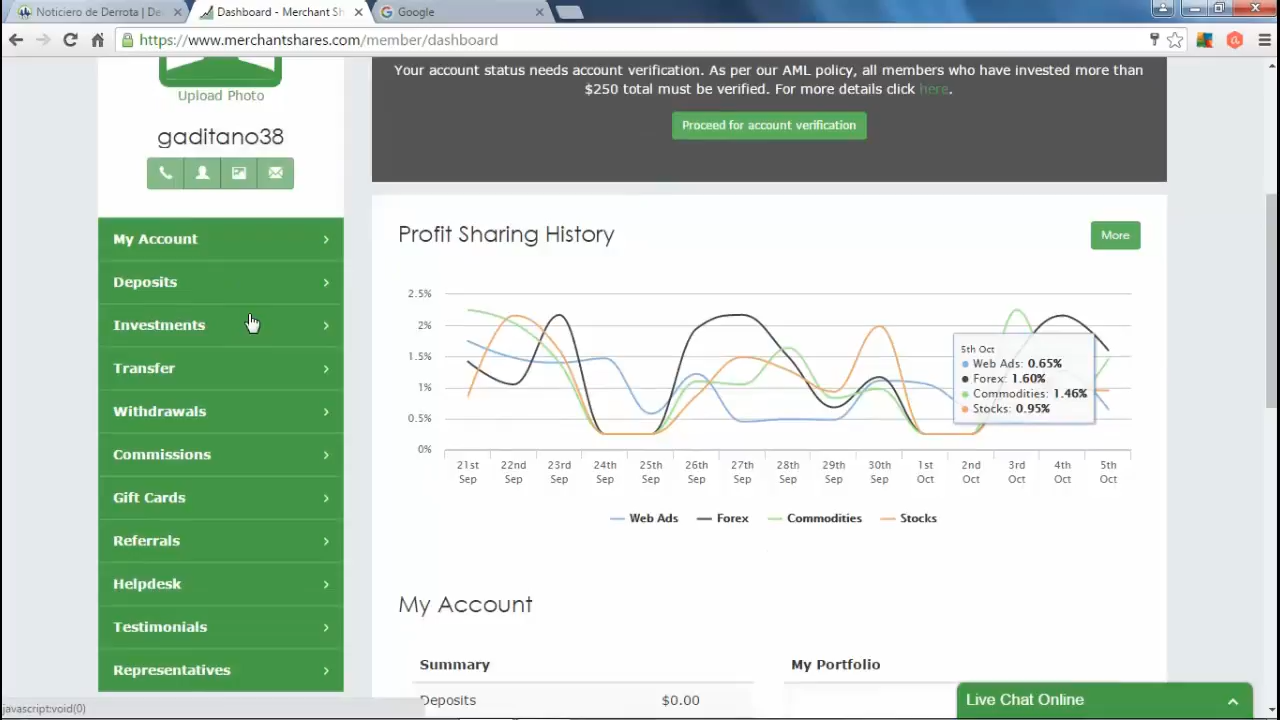 Noticiero de Derrota | De
Dashboard - Merchant Sh
Google
https://www.merchantshares.com/member/dashboard
Upload Photo
gaditano38
My Account
Deposits
Investments
Transfer
Withdrawals
Commissions
Gift Cards
Referrals
Helpdesk
Testimonials
Representatives
Your account status needs account verification. As per our AML policy, all members who have invested more than
$250 total must be verified. For more details click here.
Proceed for account verification
Profit Sharing History
More
2.5%
2%
1.5%
1%
0.5%
0%
5th Oct
Web Ads: 0.65%
Forex: 1.60%
Commodities: 1.46%
Stocks: 0.95%
21st 22nd 23rd 24th 25th 26th 27th 28th 29th 30th 1st 2nd 3rd 4th 5th
Sep Sep Sep Sep Sep Sep Sep Sep Sep Sep Oct Oct Oct Oct Oct
Web Ads Forex Commodities Stocks
My Account
Summary
My Portfolio
Deposits $0.00
Live Chat Online
javascript:void(0)